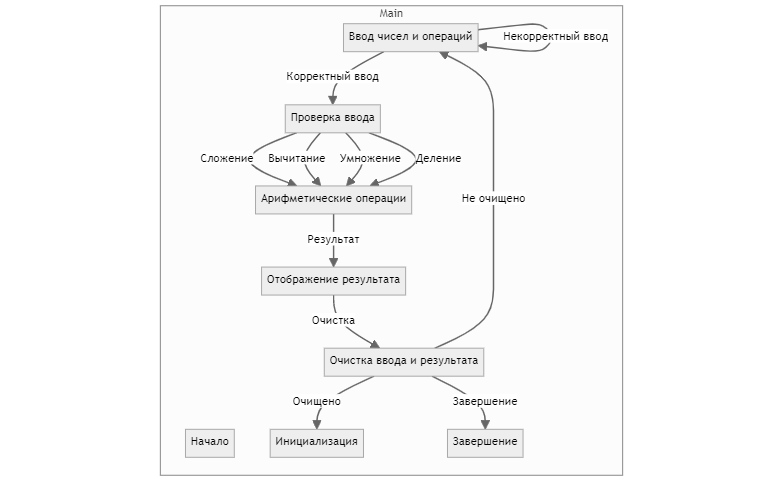 Main
Ввод чисел и операций
Некорректный ввод
Корректный ввод
Проверка ввода
Сложение
Вычитание
Умножение
Деление
Арифметические операции
Не очищено
Результат
Отображение результата
Очистка
Очистка ввода и результата
Очищено
Завершение
Начало
Инициализация
Завершение